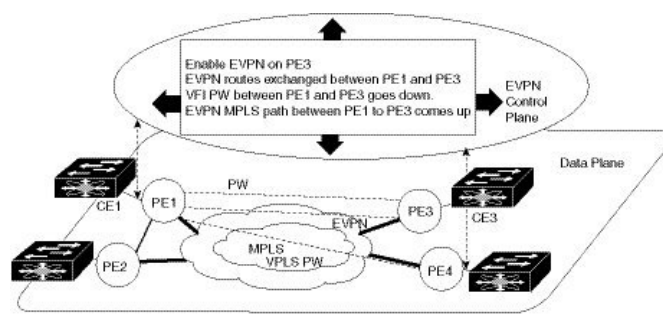 Enable EVPN on PE3
EVPN routes exchanged between PE1 and PE3
VFI PW between PE1 and PE3 goes down.
EVPN MPLS path between PE1 to PE3 comes up
EVPN
Control
Plane
Data Plane
CE1
PE1
PW
PE3
CE3
EVPN
MPLS
VPLS PW
PE2
PE4